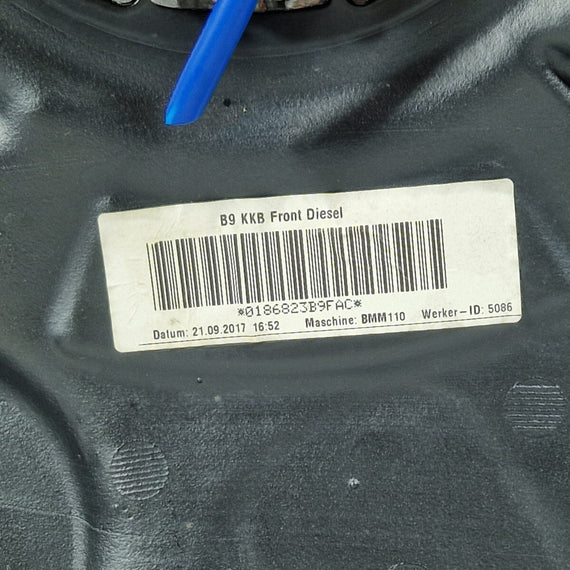 B9 KKB Front Diesel
*0186823B9FAC*
Datum: 21.09.2017 16:52 Maschine: BMM110 Werker-ID: 5086